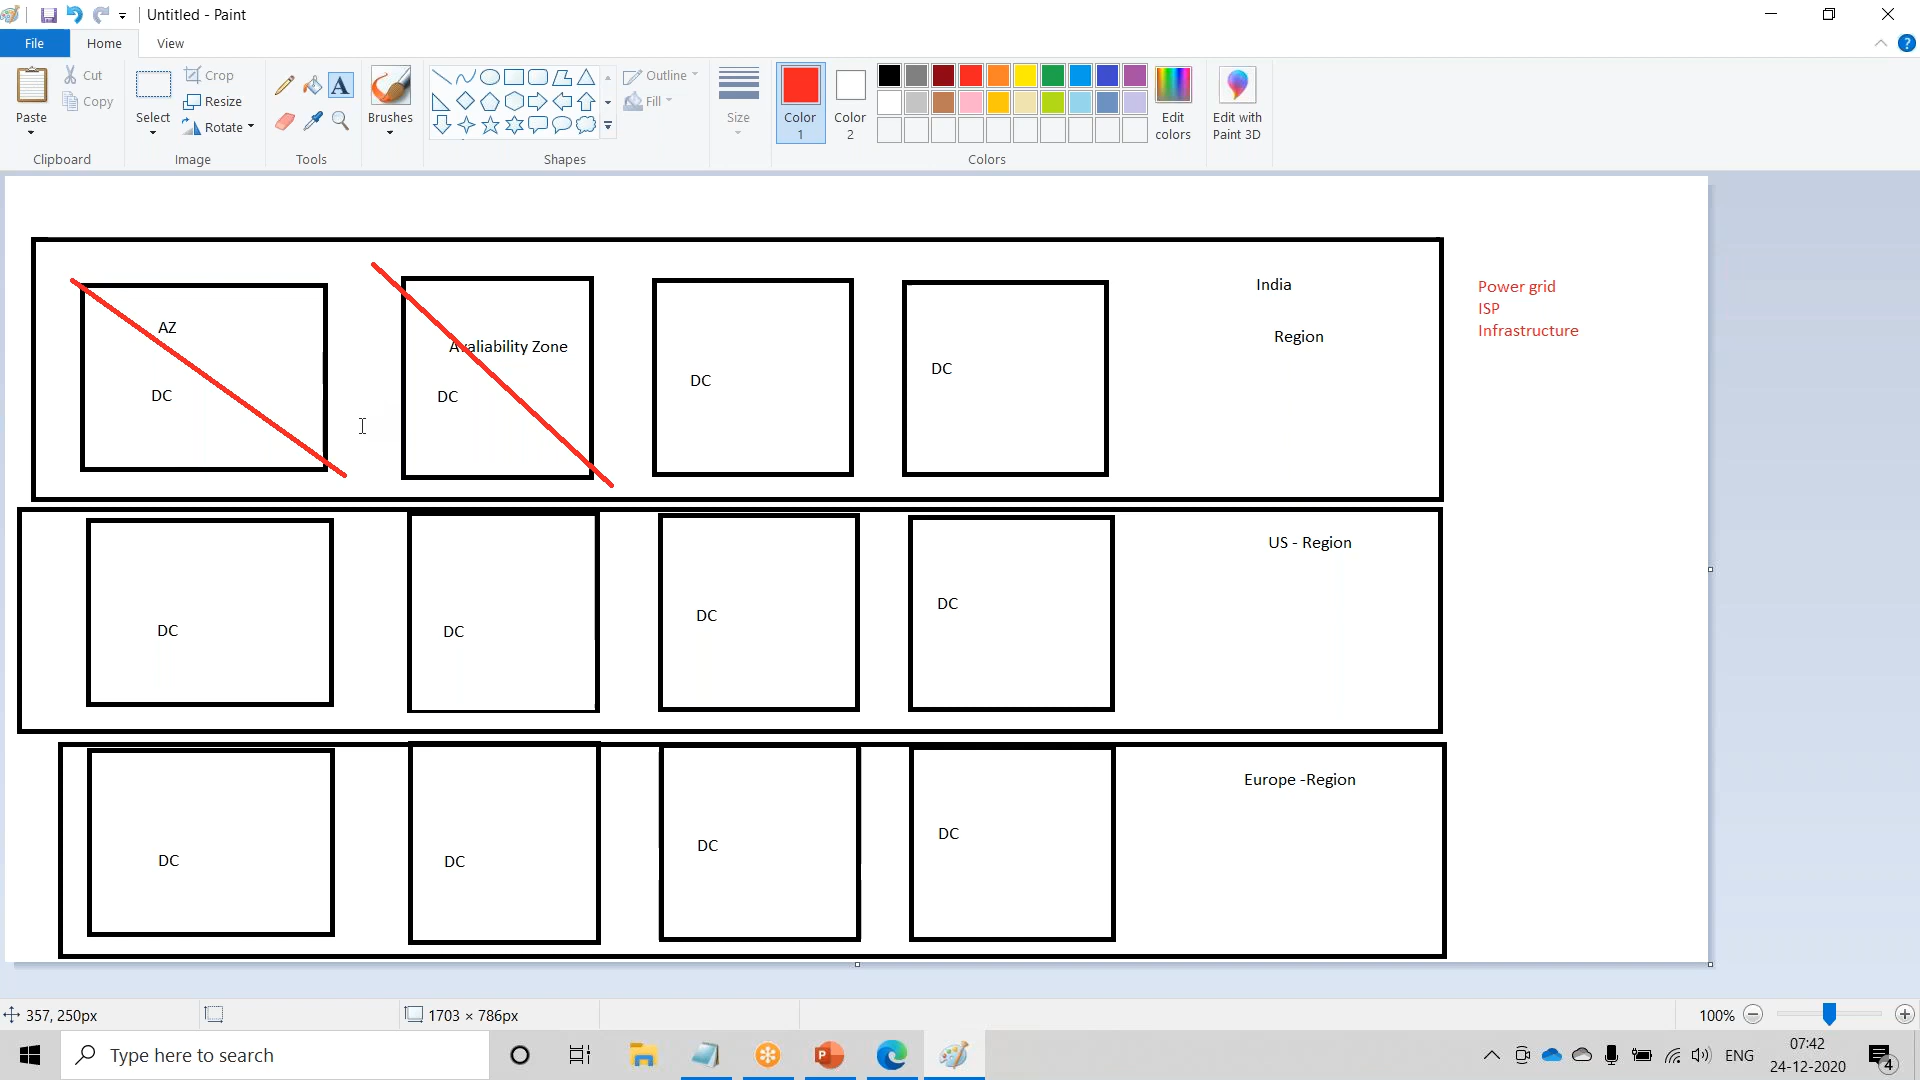 Untitled - Paint
File Home View
Paste
Cut
Copy
Clipboard
Select
Crop
Resize
Rotate
Image
Tools
Brushes
Shapes
Outline
Fill
Size
Color 1
Color 2
Edit colors
Colors
Edit with Paint 3D
AZ
DC
Avaliability Zone
DC
DC
DC
India
Region
Power grid
ISP
Infrastructure
DC
DC
DC
DC
US - Region
DC
DC
DC
DC
Europe -Region
357, 250px
1703 × 786px
100%
Type here to search
ENG
07:42
24-12-2020
4